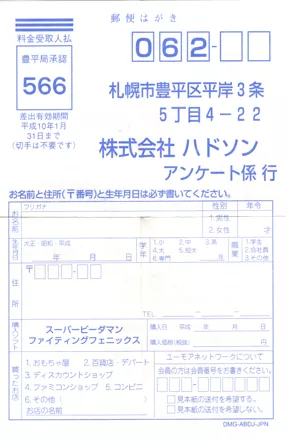 郵便はがき
料金受取人払
豊平局承認
566
差出有効期間
平成10年1月
31日まで
(切手は不要です)
062-
札幌市豊平区平岸3条
5丁目4-22
株式会社 ハドソン
アンケート係 行
お名前と住所(〒番号)と生年月日は必ず書いてください。
お名前
フリガナ
性別
1. 男性
2. 女性
年令
才
生年月日
大正・昭和・平成
年 月 日
学年
1.小 2.中 3.高
4.大 5.短大
6.専門 年
職業
1.学生
2.会社員
3.その他
住所
〒
TEL
購入ソフト
スーパービーダマン
ファイティングフェニックス
購入日 平成 年 月 日
購入価格(税抜) 円
買ったお店
1.おもちゃ屋 2.百貨店・デパート
3.ディスカウントショップ
4.ファミコンショップ 5.コンビニ
6.その他( )
お店の名前
ユーモアネットワークについて
会員の方は会員番号をお書きください。
見本紙の送付を希望する。
見本紙の送付を希望しない。
DMG-ABDJ-JPN